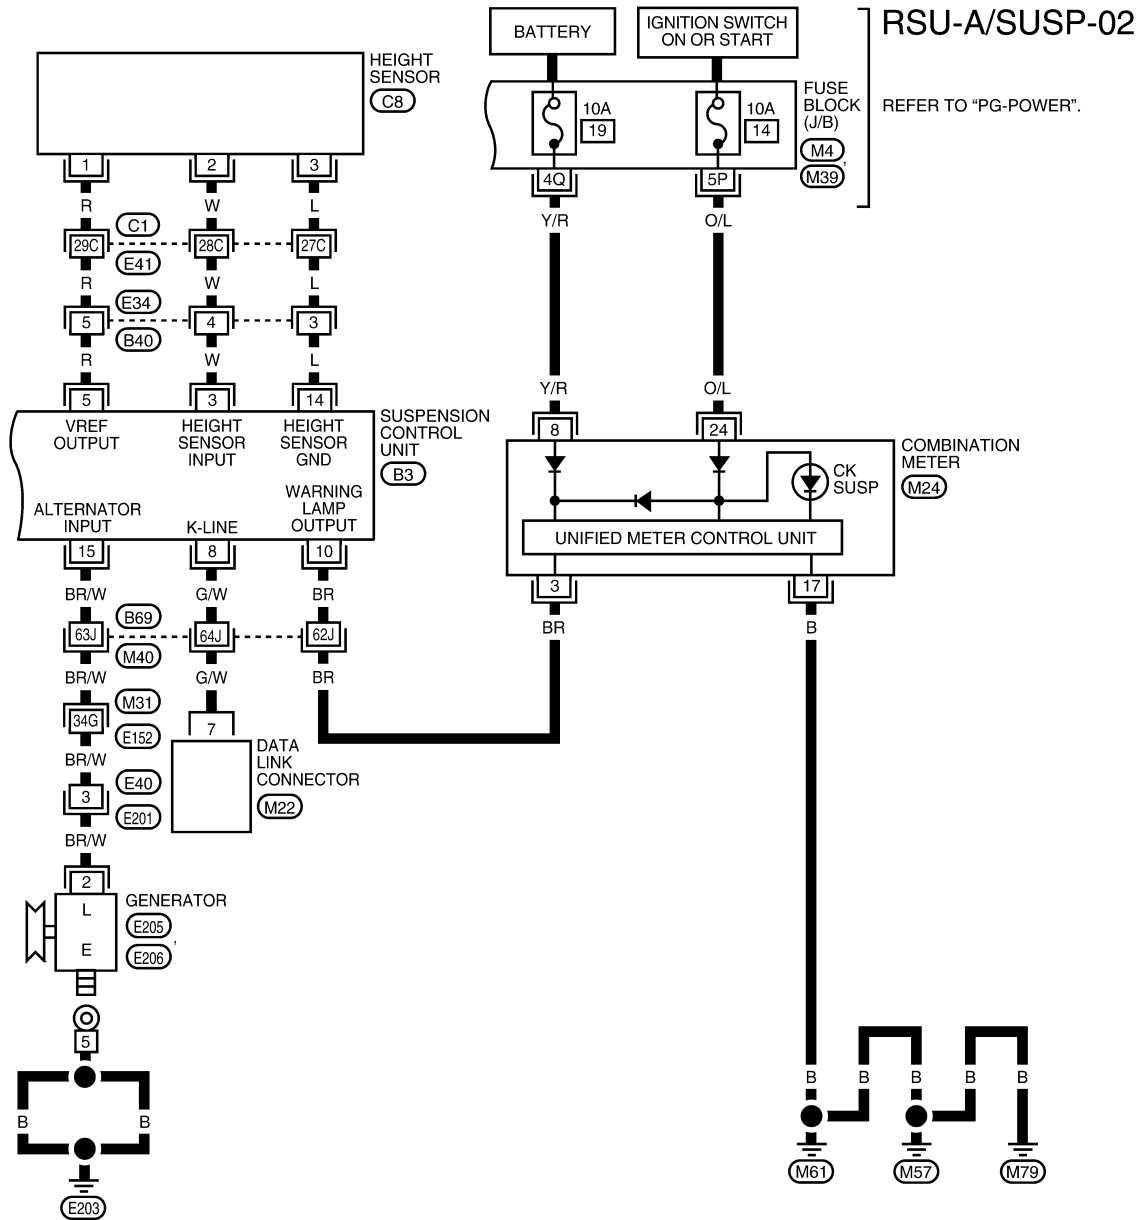 RSU-A/SUSP-02
BATTERY
IGNITION SWITCH
ON OR START
REFER TO “PG-POWER”.
HEIGHT
SENSOR
C8
10A
19
10A
14
FUSE
BLOCK
(J/B)
M4
,
M39
1
2
3
4Q
5P
R
W
L
Y/R
O/L
C1
29C
28C
27C
E41
R
W
L
E34
5
4
3
B40
R
W
L
Y/R
O/L
5
3
14
8
24
VREF
OUTPUT
HEIGHT
SENSOR
INPUT
HEIGHT
SENSOR
GND
SUSPENSION
CONTROL
UNIT
B3
COMBINATION
METER
M24
CK
SUSP
ALTERNATOR
INPUT
K-LINE
WARNING
LAMP
OUTPUT
UNIFIED METER CONTROL UNIT
15
8
10
3
17
BR/W
G/W
BR
BR
B
B69
63J
64J
62J
M40
BR/W
G/W
BR
M31
34G
E152
7
DATA
LINK
CONNECTOR
M22
BR/W
E40
3
E201
BR/W
2
GENERATOR
L
E
E205
,
E206
5
B
B
E203
B
B
B
B
B
M61
M57
M79